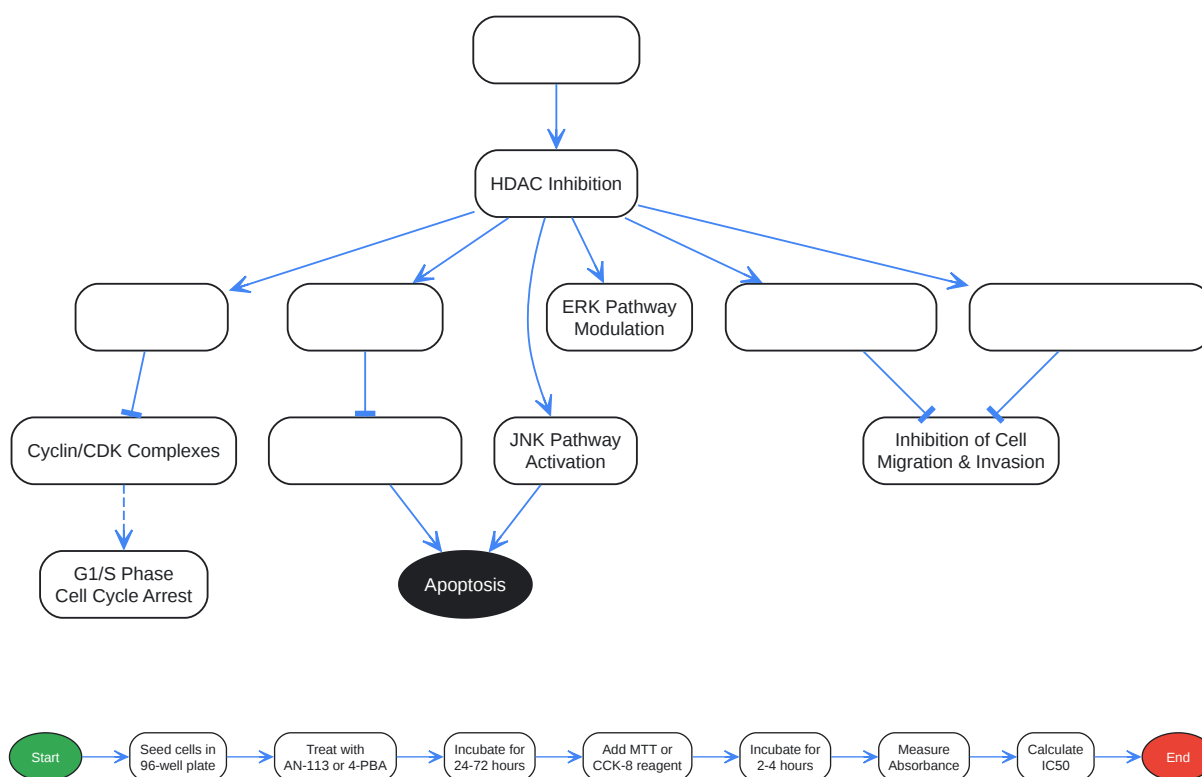 HDAC Inhibition
ERK Pathway
Modulation
Cyclin/CDK Complexes
JNK Pathway
Activation
Inhibition of Cell
Migration & Invasion
G1/S Phase
Cell Cycle Arrest
Apoptosis
Start
Seed cells in
96-well plate
Treat with
AN-113 or 4-PBA
Incubate for
24-72 hours
Add MTT or
CCK-8 reagent
Incubate for
2-4 hours
Measure
Absorbance
Calculate
IC50
End